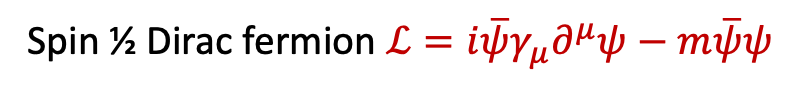 Spin ½ Dirac fermion ℒ = iψ̄γ_μ∂^μψ − mψ̄ψ